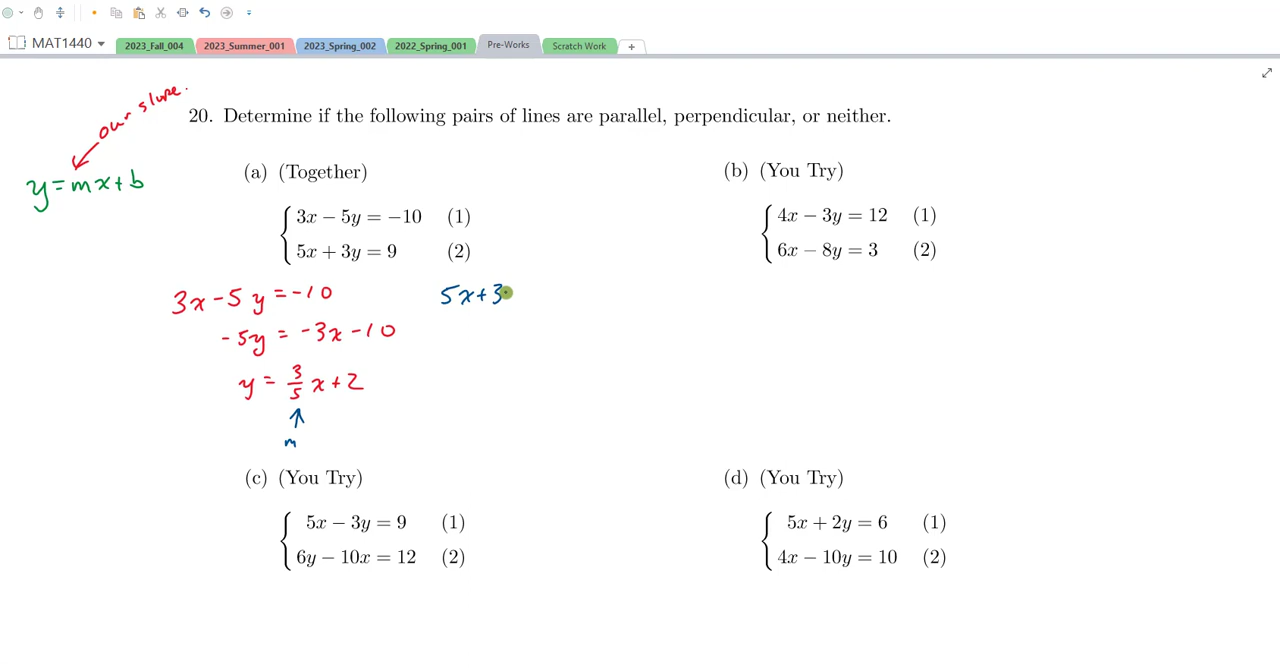 MAT1440
2023_Fall_004
2023_Summer_001
2023_Spring_002
2022_Spring_001
Pre-Works
Scratch Work
+
our slope.
y = mx + b
20. Determine if the following pairs of lines are parallel, perpendicular, or neither.
(a) (Together)
3x − 5y = −10 (1)
5x + 3y = 9 (2)
3x - 5y = -10
-5y = -3x - 10
y = 3/5 x + 2
m
5x + 3
(b) (You Try)
4x − 3y = 12 (1)
6x − 8y = 3 (2)
(c) (You Try)
5x − 3y = 9 (1)
6y − 10x = 12 (2)
(d) (You Try)
5x + 2y = 6 (1)
4x − 10y = 10 (2)